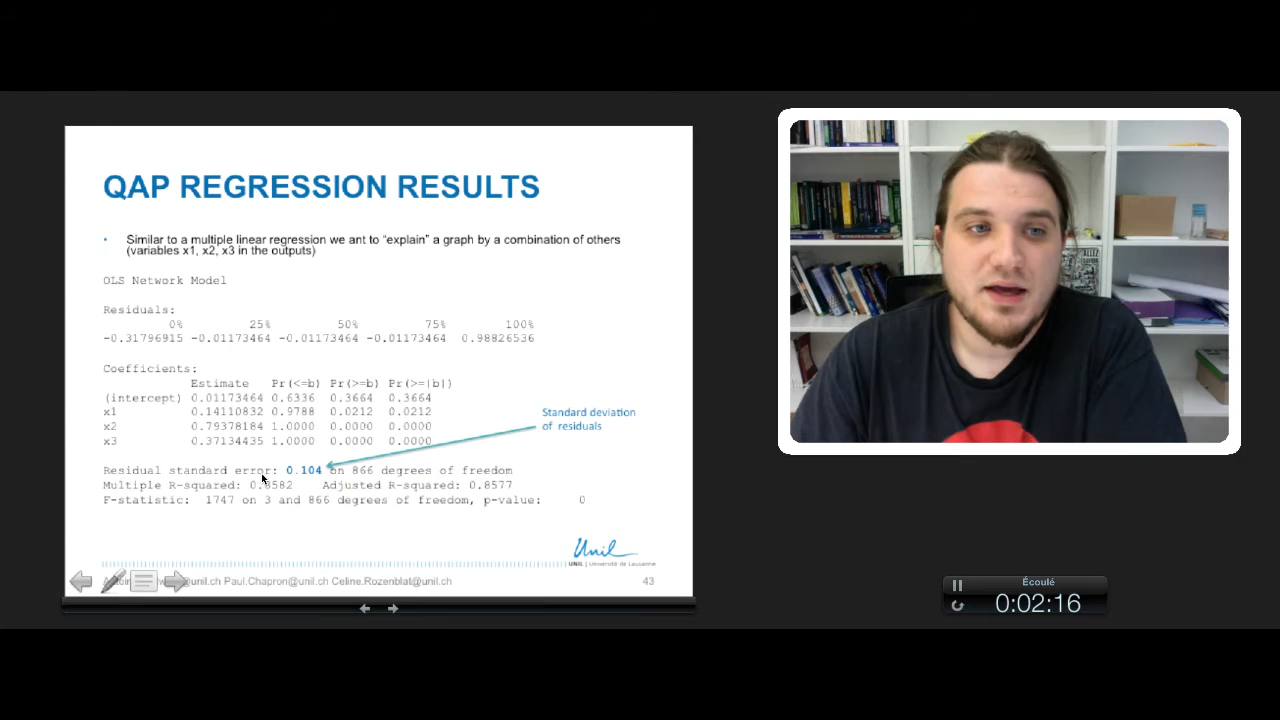 QAP REGRESSION RESULTS
• Similar to a multiple linear regression we ant to “explain” a graph by a combination of others
(variables x1, x2, x3 in the outputs)
OLS Network Model
Residuals:
0% 25% 50% 75% 100%
-0.31796915 -0.01173464 -0.01173464 -0.01173464 0.98826536
Coefficients:
Estimate Pr(<=b) Pr(>=b) Pr(>=|b|)
(intercept) 0.01173464 0.6336 0.3664 0.3664
x1 0.14110832 0.9788 0.0212 0.0212
x2 0.79378184 1.0000 0.0000 0.0000
x3 0.37134435 1.0000 0.0000 0.0000
Standard deviation
of residuals
Residual standard error: 0.104 on 866 degrees of freedom
Multiple R-squared: 0.8582 Adjusted R-squared: 0.8577
F-statistic: 1747 on 3 and 866 degrees of freedom, p-value: 0
Unil
UNIL | Université de Lausanne
@unil.ch Paul.Chapron@unil.ch Celine.Rozenblat@unil.ch 43
Écoulé
0:02:16